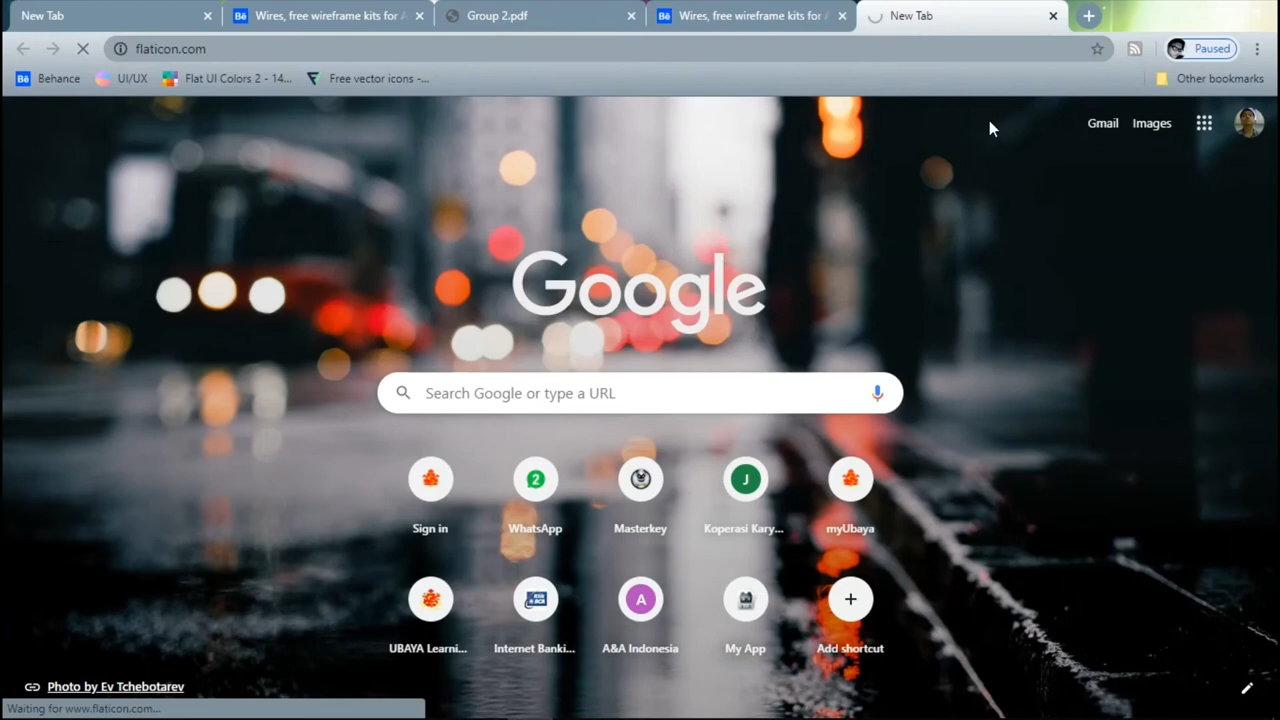 New Tab
Wires, free wireframe kits for A
Group 2.pdf
Wires, free wireframe kits for A
New Tab
flaticon.com
Paused
Bē Behance
UI/UX
Flat UI Colors 2 - 14...
Free vector icons -...
Other bookmarks
Gmail
Images
Google
Search Google or type a URL
Sign in
2
WhatsApp
Masterkey
J
Koperasi Kary...
myUbaya
UBAYA Learni...
Internet Banki...
A
A&A Indonesia
My App
Add shortcut
Photo by Ev Tchebotarev
Waiting for www.flaticon.com...